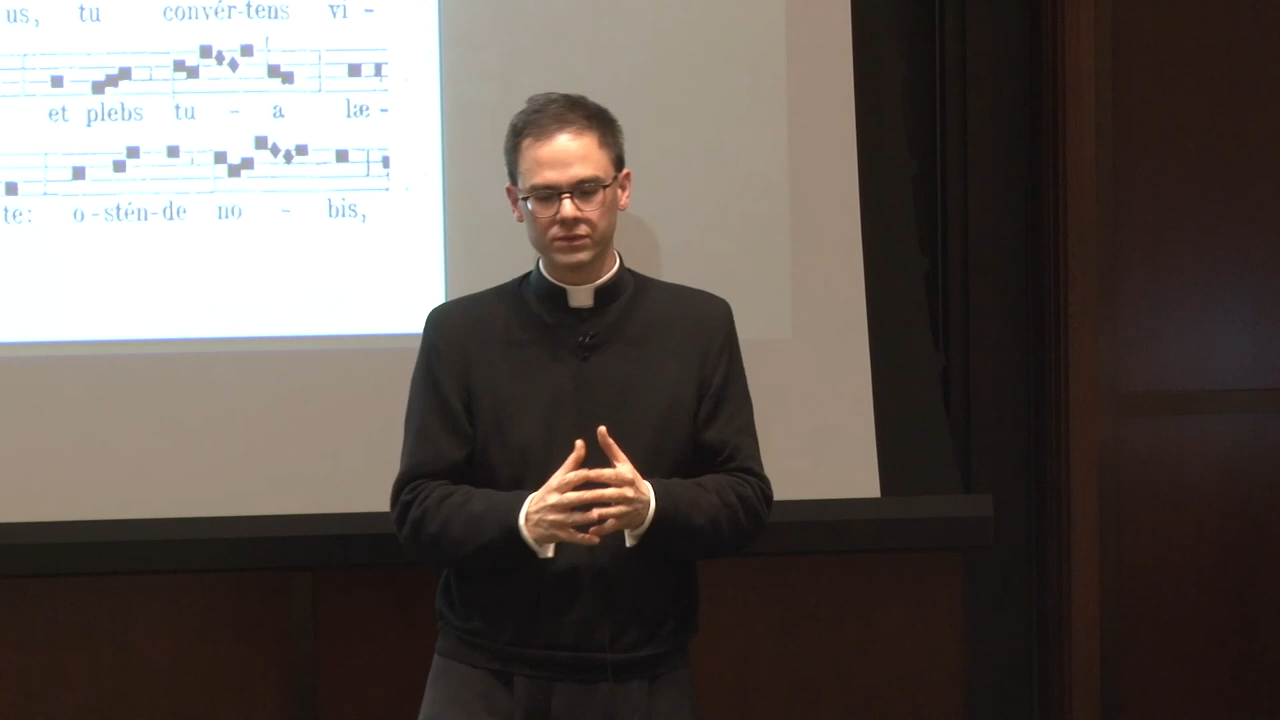 us, tu convér-tens vi -
et plebs tu - a læ -
te: o-stén-de no - bis,